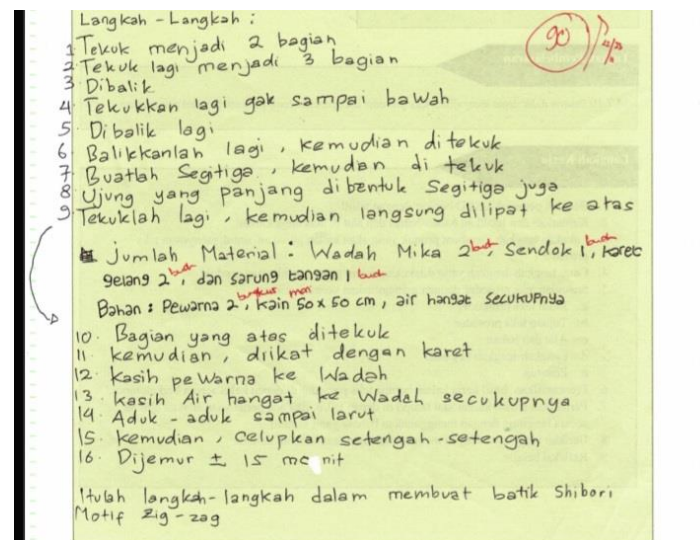 Langkah - Langkah :
90
1 Tekuk menjadi 2 bagian
2 Tekuk lagi menjadi 3 bagian
3 Dibalik
4 Tekukkan lagi gak sampai bawah
5 Dibalik lagi
6 Balikkanlah lagi, kemudian ditekuk
7 Buatlah Segitiga, kemudan di tekuk
8 Ujung yang panjang dibentuk Segitiga juga
9 Tekuklah lagi, kemudian langsung dilipat ke atas
Jumlah Material : Wadah Mika 2 buah, Sendok 1 buah, karet
gelang 2 buah, dan sarung tangan 1 buah
Bahan : Pewarna 2 bungkus, kain mori 50 x 50 cm, air hangat secukupnya
10. Bagian yang atas ditekuk
11. kemudian, diikat dengan karet
12. kasih pewarna ke Wadah
13. kasih Air hangat ke Wadah secukupnya
14. Aduk - aduk sampai larut
15. kemudian, celupkan setengah-setengah
16. Dijemur ± 15 menit
Itulah langkah-langkah dalam membuat batik Shibori
Motif zig-zag